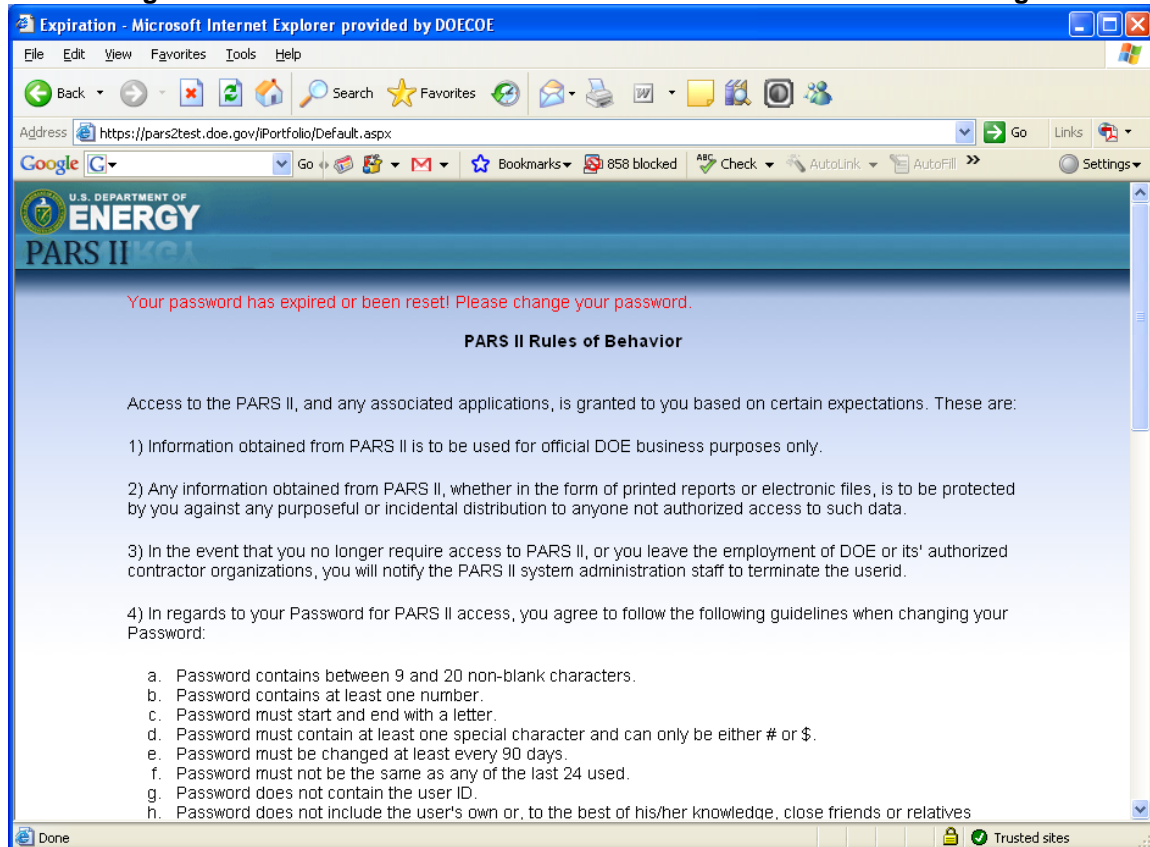 Expiration - Microsoft Internet Explorer provided by DOECOE
File Edit View Favorites Tools Help
Back Search Favorites
Address https://pars2test.doe.gov/iPortfolio/Default.aspx Go Links
Google G Go Bookmarks 858 blocked ABC Check AutoLink AutoFill » Settings
U.S. DEPARTMENT OF
ENERGY
PARS II
Your password has expired or been reset! Please change your password.
PARS II Rules of Behavior
Access to the PARS II, and any associated applications, is granted to you based on certain expectations. These are:
1) Information obtained from PARS II is to be used for official DOE business purposes only.
2) Any information obtained from PARS II, whether in the form of printed reports or electronic files, is to be protected
by you against any purposeful or incidental distribution to anyone not authorized access to such data.
3) In the event that you no longer require access to PARS II, or you leave the employment of DOE or its' authorized
contractor organizations, you will notify the PARS II system administration staff to terminate the userid.
4) In regards to your Password for PARS II access, you agree to follow the following guidelines when changing your
Password:
a. Password contains between 9 and 20 non-blank characters.
b. Password contains at least one number.
c. Password must start and end with a letter.
d. Password must contain at least one special character and can only be either # or $.
e. Password must be changed at least every 90 days.
f. Password must not be the same as any of the last 24 used.
g. Password does not contain the user ID.
h. Password does not include the user's own or, to the best of his/her knowledge, close friends or relatives
Done Trusted sites